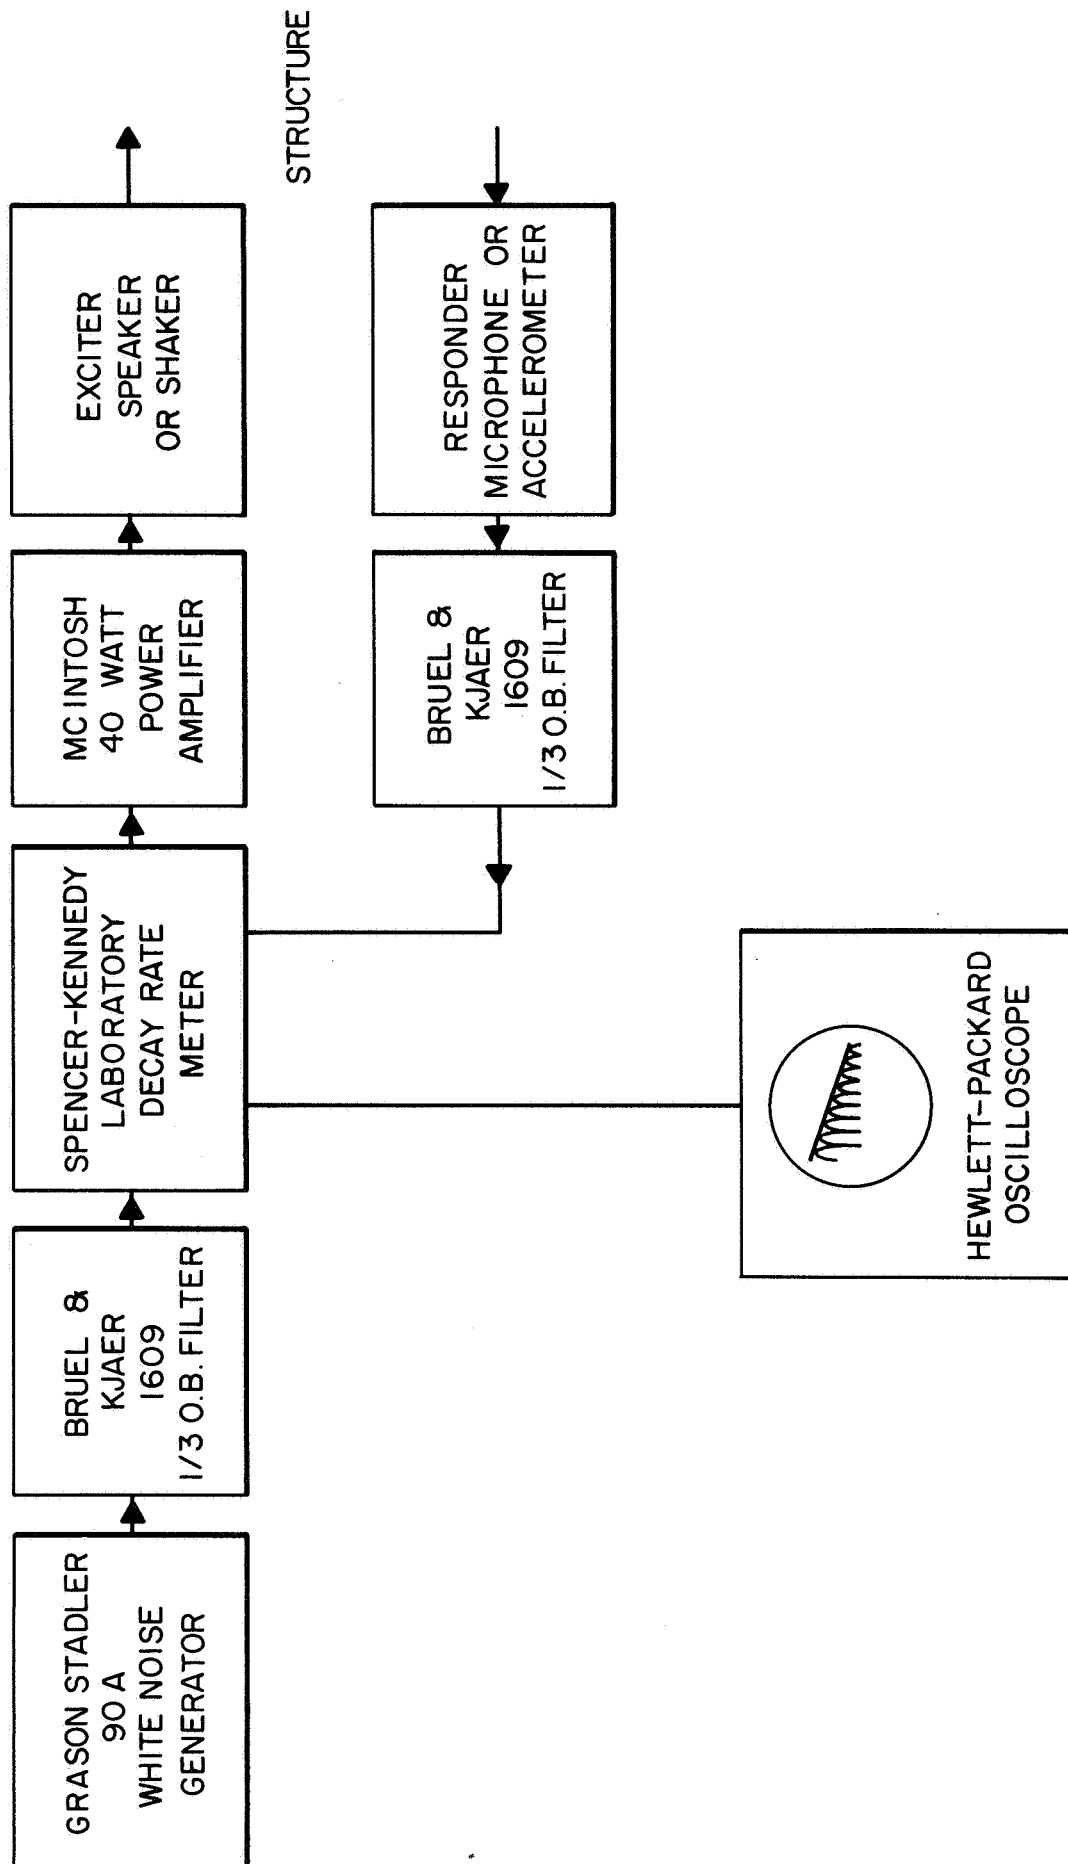 GRASON STADLER
90 A
WHITE NOISE
GENERATOR
BRUEL &
KJAER
1609
1/3 O.B. FILTER
SPENCER-KENNEDY
LABORATORY
DECAY RATE
METER
MCINTOSH
40 WATT
POWER
AMPLIFIER
EXCITER
SPEAKER
OR SHAKER
STRUCTURE
BRUEL &
KJAER
1609
1/3 O.B. FILTER
RESPONDER
MICROPHONE OR
ACCELEROMETER
HEWLETT-PACKARD
OSCILLOSCOPE